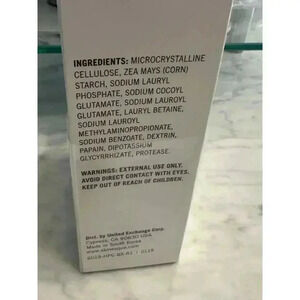 INGREDIENTS: MICROCRYSTALLINE
CELLULOSE, ZEA MAYS (CORN)
STARCH, SODIUM LAURYL
PHOSPHATE, SODIUM COCOYL
GLUTAMATE, SODIUM LAUROYL
GLUTAMATE, LAURYL BETAINE,
SODIUM LAUROYL
METHYLAMINOPROPIONATE,
SODIUM BENZOATE, DEXTRIN,
PAPAIN, DIPOTASSIUM
GLYCYRRHIZATE, PROTEASE.
WARNINGS: EXTERNAL USE ONLY.
AVOID DIRECT CONTACT WITH EYES.
KEEP OUT OF REACH OF CHILDREN.
Dist. by United Exchange Corp.
Cypress, CA 90630 USA
Made in South Korea